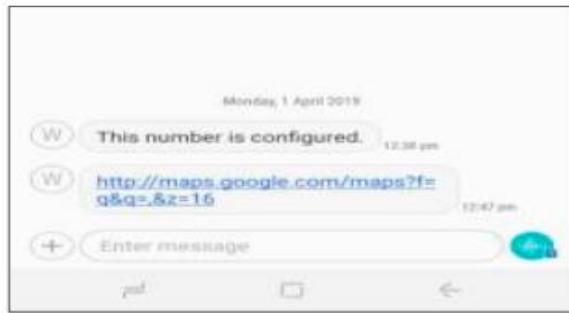 Monday, 1 April 2019
W
This number is configured.
12:38 pm
W
http://maps.google.com/maps?f=
q&q=,&z=16
12:47 pm
Enter message